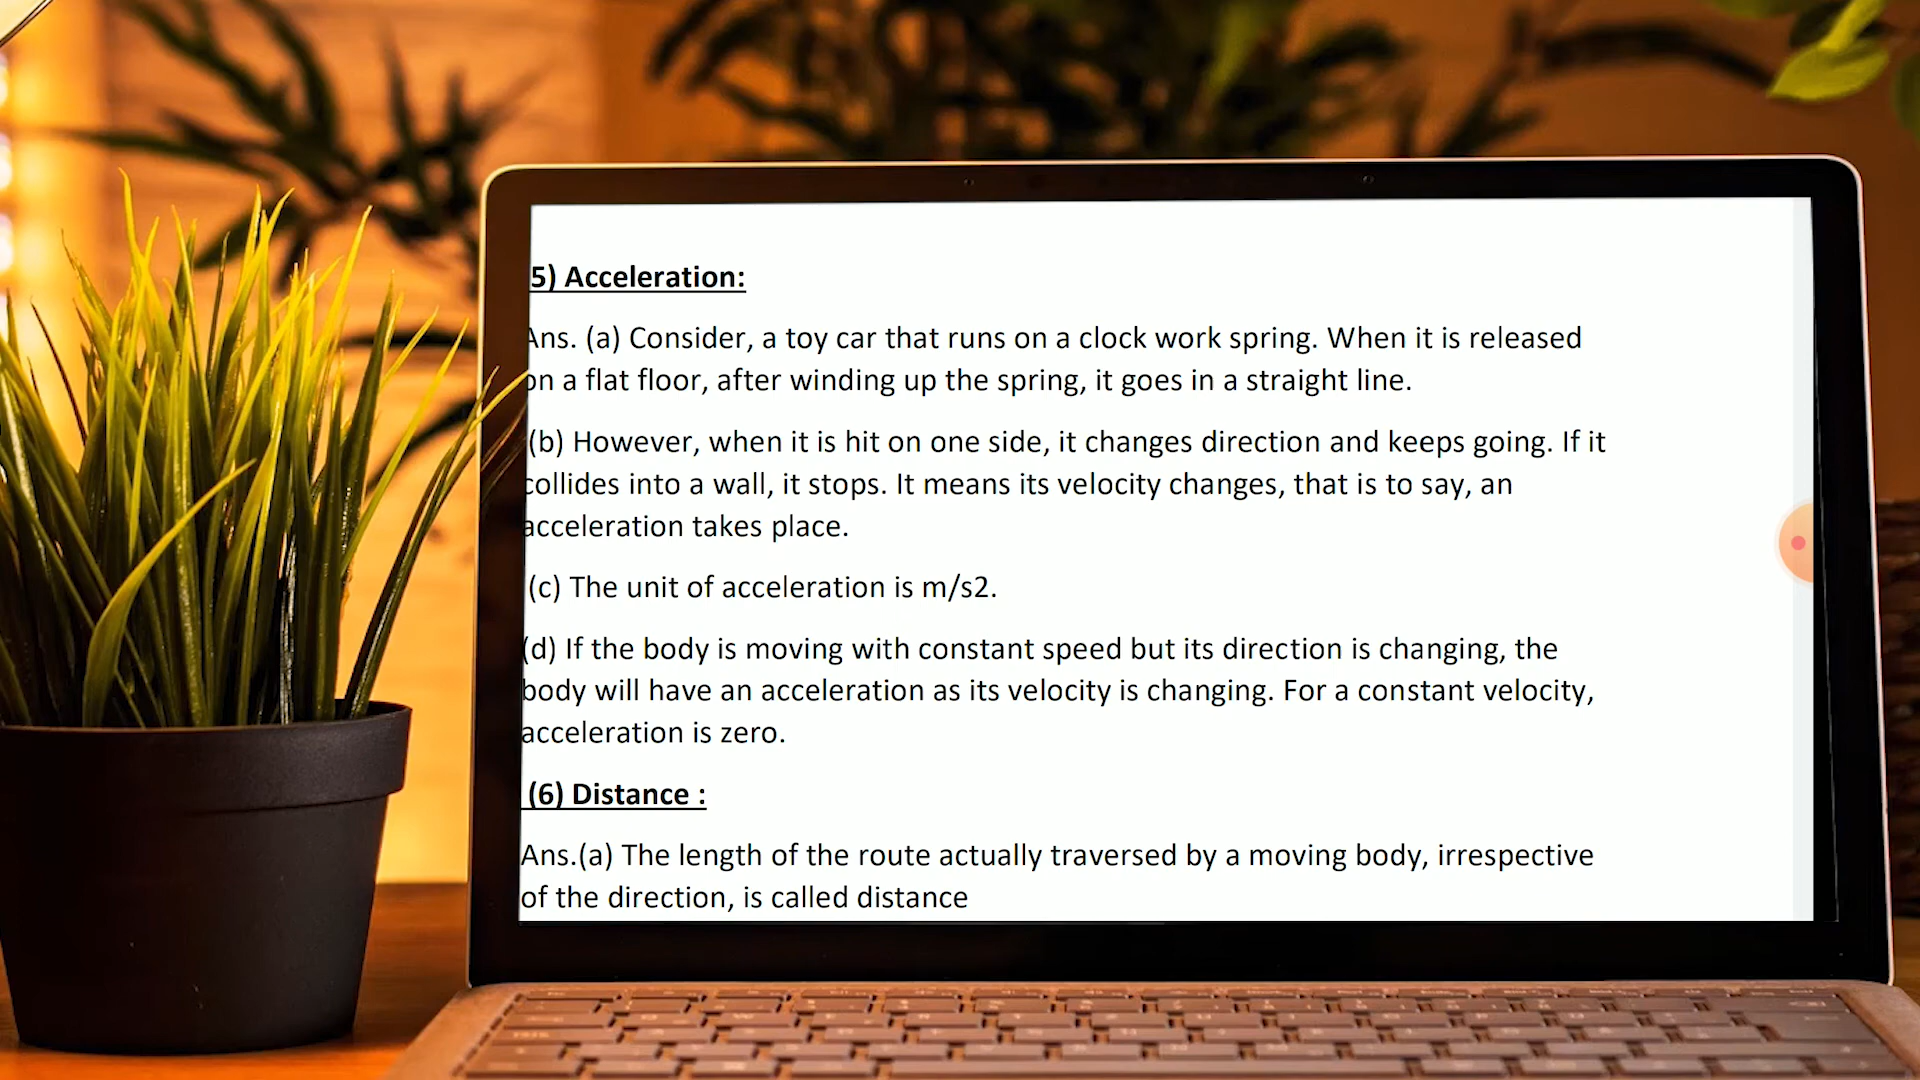 5) Acceleration:
Ans. (a) Consider, a toy car that runs on a clock work spring. When it is released
on a flat floor, after winding up the spring, it goes in a straight line.
(b) However, when it is hit on one side, it changes direction and keeps going. If it
collides into a wall, it stops. It means its velocity changes, that is to say, an
acceleration takes place.
(c) The unit of acceleration is m/s2.
(d) If the body is moving with constant speed but its direction is changing, the
body will have an acceleration as its velocity is changing. For a constant velocity,
acceleration is zero.
(6) Distance :
Ans.(a) The length of the route actually traversed by a moving body, irrespective
of the direction, is called distance